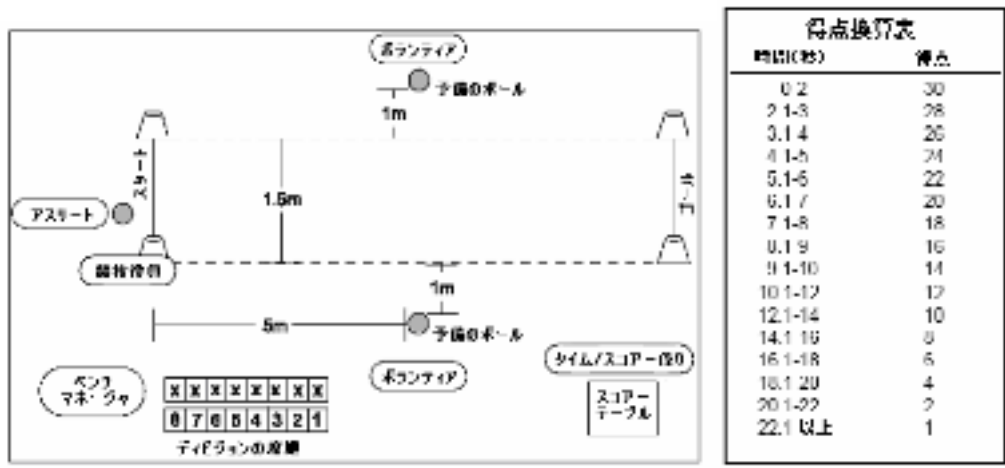 ボランティア
予備のボール
1m
スタート
1.5m
ゴール
アスリート
競技役員
1m
5m
予備のボール
ボランティア
タイム/スコアー係り
ベンチ
マネージャ
X X X X X X X X
8 7 6 5 4 3 2 1
ディビジョンの座席
スコアー
テーブル
得点換算表
時間(秒) 得点
0-2 30
2.1-3 28
3.1-4 26
4.1-5 24
5.1-6 22
6.1-7 20
7.1-8 18
8.1-9 16
9.1-10 14
10.1-12 12
12.1-14 10
14.1-16 8
16.1-18 6
18.1-20 4
20.1-22 2
22.1 以上 1